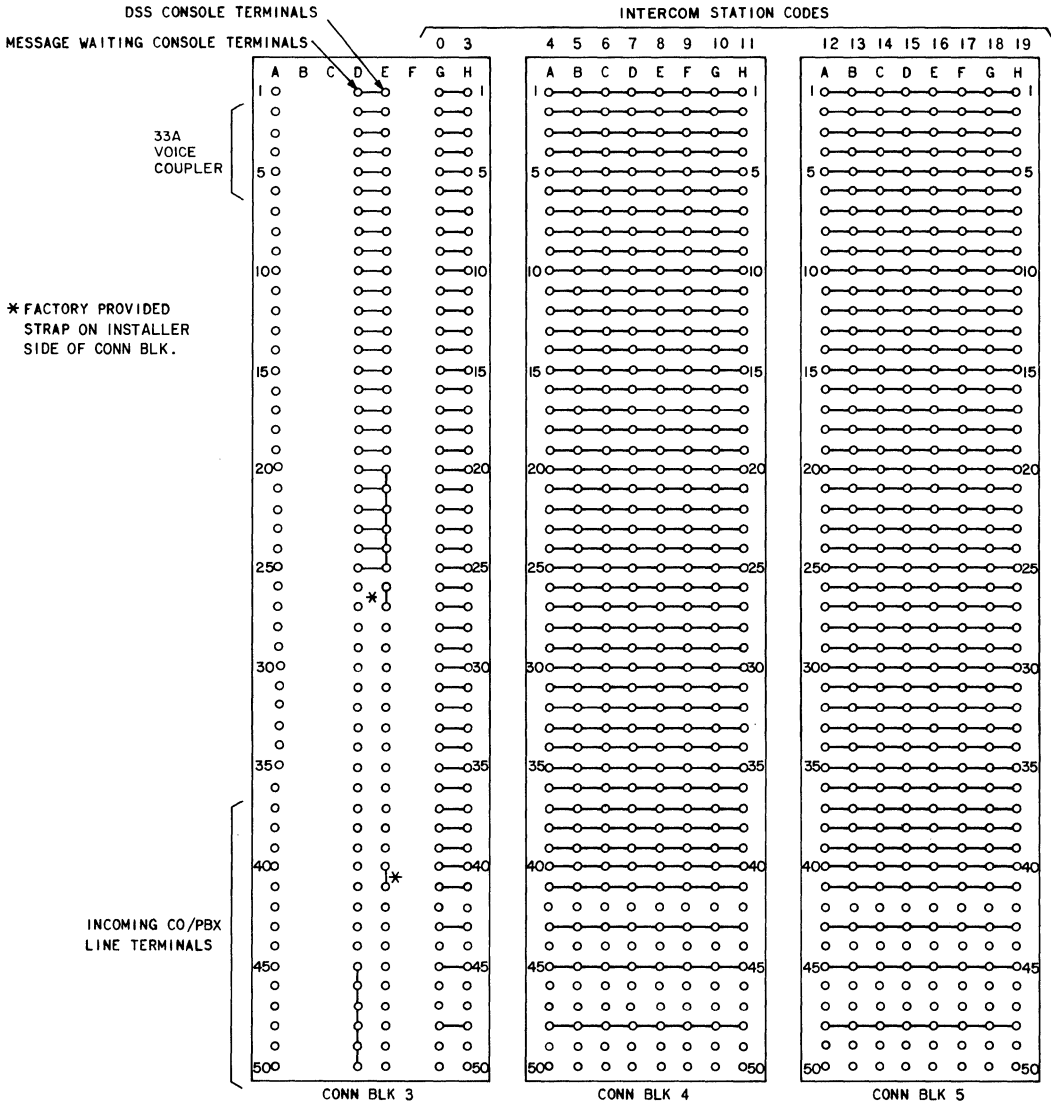 DSS CONSOLE TERMINALS
INTERCOM STATION CODES
MESSAGE WAITING CONSOLE TERMINALS
0 3 4 5 6 7 8 9 10 11 12 13 14 15 16 17 18 19
A B C D E F G H A B C D E F G H A B C D E F G H
1 1 1 1 1 1
33A
VOICE
COUPLER
5 5 5 5 5 5
10 10 10 10 10 10
* FACTORY PROVIDED
STRAP ON INSTALLER
SIDE OF CONN BLK.
15 15 15 15 15 15
20 20 20 20 20 20
25 25 25 25 25 25
*
30 30 30 30 30 30
35 35 35 35 35 35
40 * 40 40 40 40 40
INCOMING CO/PBX
LINE TERMINALS
45 45 45 45 45 45
50 50 50 50 50 50
CONN BLK 3 CONN BLK 4 CONN BLK 5